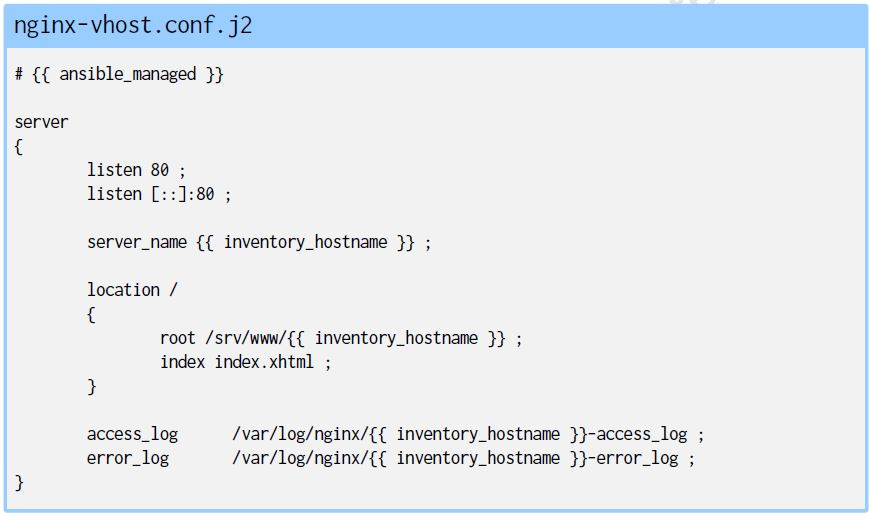 nginx-vhost.conf.j2
# {{ ansible_managed }}
server
{
listen 80 ;
listen [::]:80 ;
server_name {{ inventory_hostname }} ;
location /
{
root /srv/www/{{ inventory_hostname }} ;
index index.xhtml ;
}
access_log /var/log/nginx/{{ inventory_hostname }}-access_log ;
error_log /var/log/nginx/{{ inventory_hostname }}-error_log ;
}